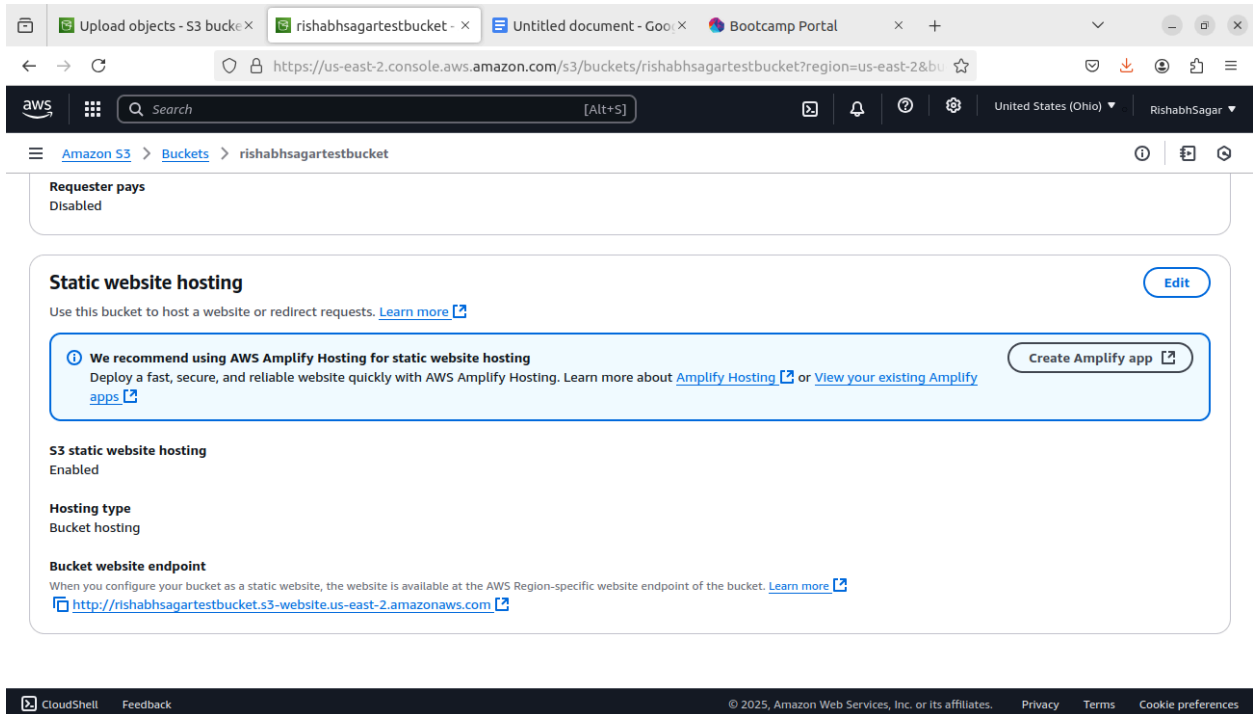 Upload objects - S3 bucke
rishabhsagartestbucket -
Untitled document - Goo
Bootcamp Portal
https://us-east-2.console.aws.amazon.com/s3/buckets/rishabhsagartestbucket?region=us-east-2&bu
aws
Search
[Alt+S]
United States (Ohio)
RishabhSagar
Amazon S3 > Buckets > rishabhsagartestbucket
Requester pays
Disabled
Static website hosting
Edit
Use this bucket to host a website or redirect requests. Learn more
We recommend using AWS Amplify Hosting for static website hosting
Create Amplify app
Deploy a fast, secure, and reliable website quickly with AWS Amplify Hosting. Learn more about Amplify Hosting or View your existing Amplify
apps
S3 static website hosting
Enabled
Hosting type
Bucket hosting
Bucket website endpoint
When you configure your bucket as a static website, the website is available at the AWS Region-specific website endpoint of the bucket. Learn more
http://rishabhsagartestbucket.s3-website.us-east-2.amazonaws.com
CloudShell Feedback © 2025, Amazon Web Services, Inc. or its affiliates. Privacy Terms Cookie preferences